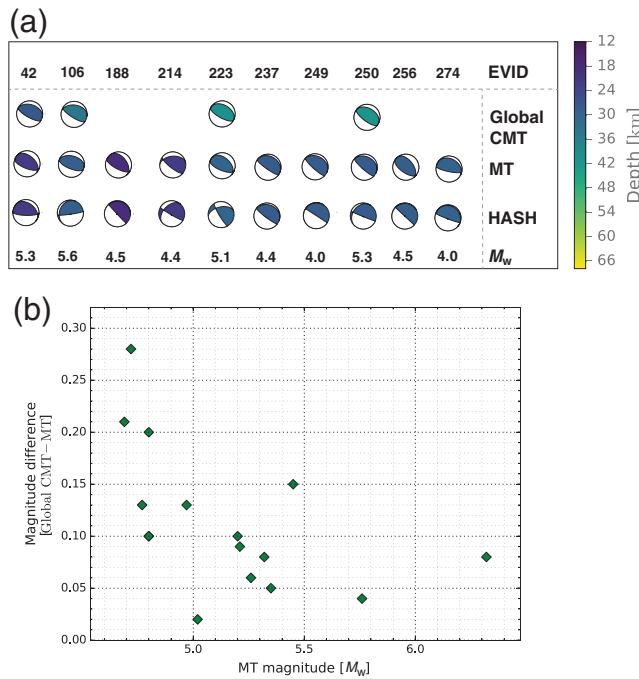 (a)
42 106 188 214 223 237 249 250 256 274 EVID
Global
CMT
MT
HASH
5.3 5.6 4.5 4.4 5.1 4.4 4.0 5.3 4.5 4.0 Mw
12
18
24
30
36
42
48
54
60
66
Depth [km]
(b)
0.30
0.25
0.20
0.15
0.10
0.05
0.00
Magnitude difference
[Global CMT−MT]
5.0 5.5 6.0
MT magnitude [Mw]